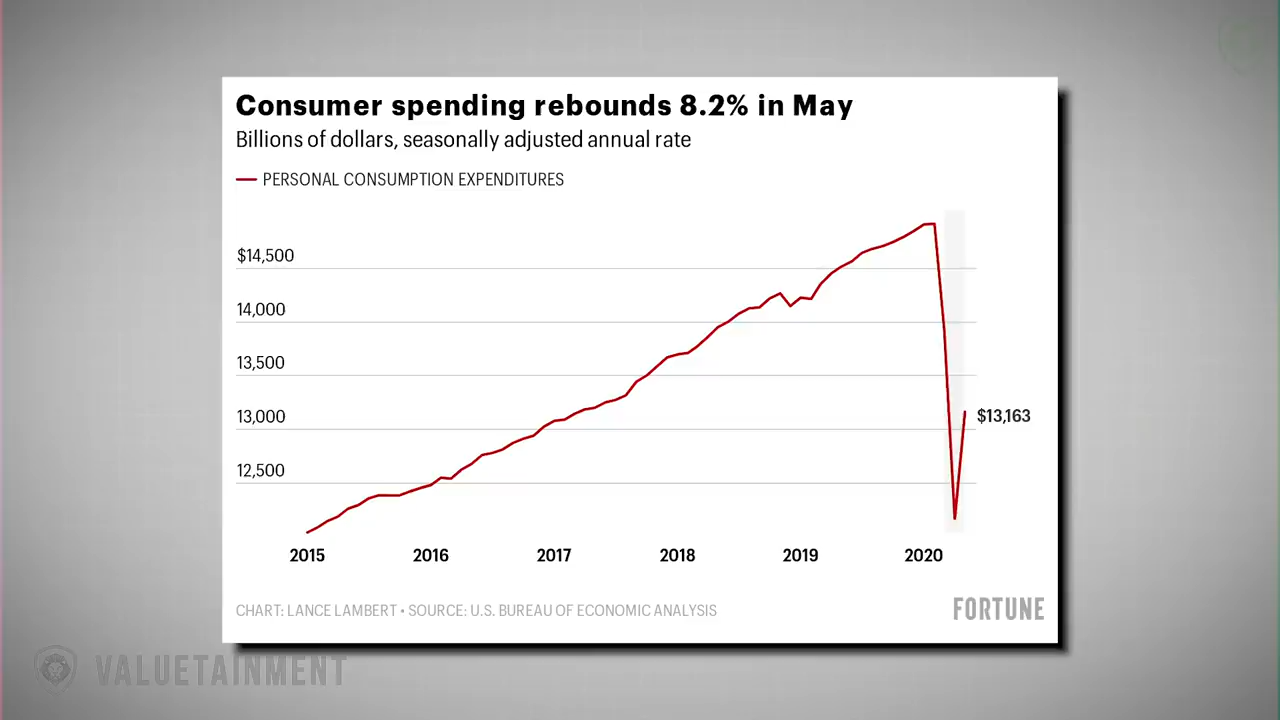 Consumer spending rebounds 8.2% in May
Billions of dollars, seasonally adjusted annual rate
PERSONAL CONSUMPTION EXPENDITURES
$14,500
14,000
13,500
13,000
12,500
$13,163
2015 2016 2017 2018 2019 2020
CHART: LANCE LAMBERT • SOURCE: U.S. BUREAU OF ECONOMIC ANALYSIS
FORTUNE
VALUETAINMENT